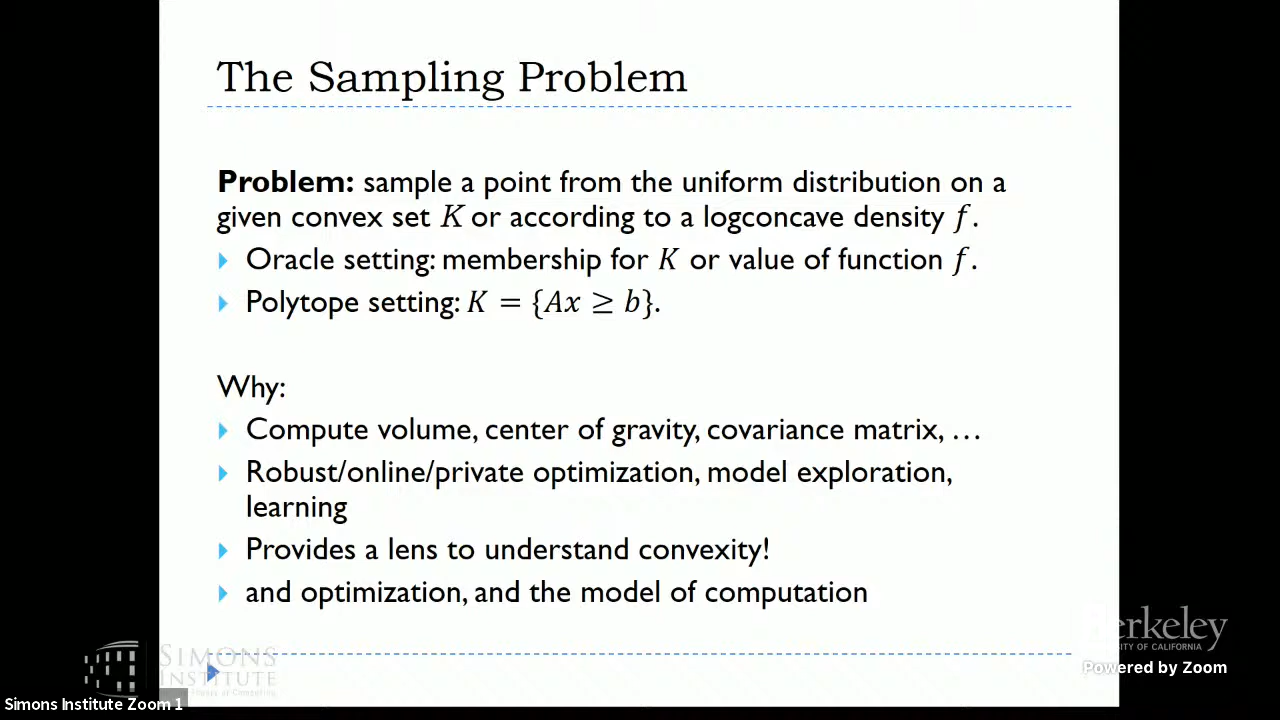 The Sampling Problem
Problem: sample a point from the uniform distribution on a
given convex set K or according to a logconcave density f.
Oracle setting: membership for K or value of function f.
Polytope setting: K = {Ax ≥ b}.
Why:
Compute volume, center of gravity, covariance matrix, …
Robust/online/private optimization, model exploration,
learning
Provides a lens to understand convexity!
and optimization, and the model of computation
SIMONS
INSTITUTE
Theory of Computing
Simons Institute Zoom 1
Berkeley
UNIVERSITY OF CALIFORNIA
Powered by Zoom